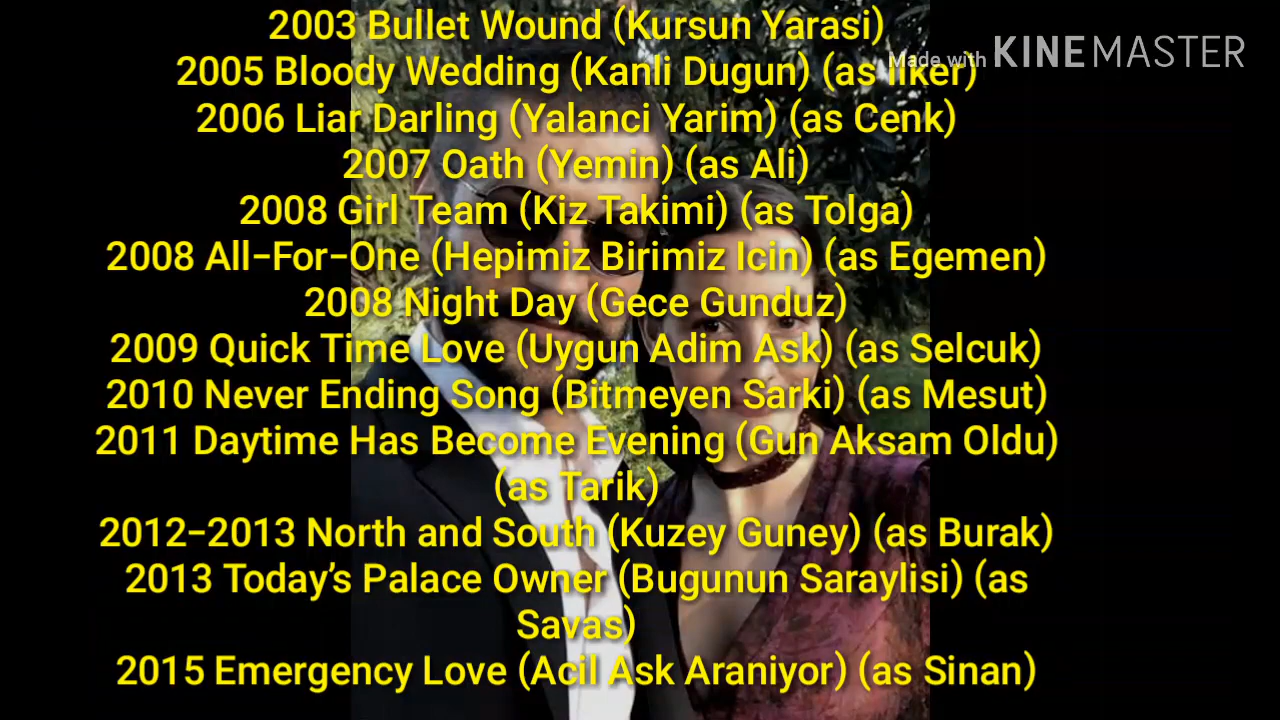 2003 Bullet Wound (Kursun Yarasi)
Made with KINEMASTER
2005 Bloody Wedding (Kanli Dugun) (as Ilker)
2006 Liar Darling (Yalanci Yarim) (as Cenk)
2007 Oath (Yemin) (as Ali)
2008 Girl Team (Kiz Takimi) (as Tolga)
2008 All-For-One (Hepimiz Birimiz Icin) (as Egemen)
2008 Night Day (Gece Gunduz)
2009 Quick Time Love (Uygun Adim Ask) (as Selcuk)
2010 Never Ending Song (Bitmeyen Sarki) (as Mesut)
2011 Daytime Has Become Evening (Gun Aksam Oldu)
(as Tarik)
2012-2013 North and South (Kuzey Guney) (as Burak)
2013 Today's Palace Owner (Bugunun Saraylisi) (as
Savas)
2015 Emergency Love (Acil Ask Araniyor) (as Sinan)